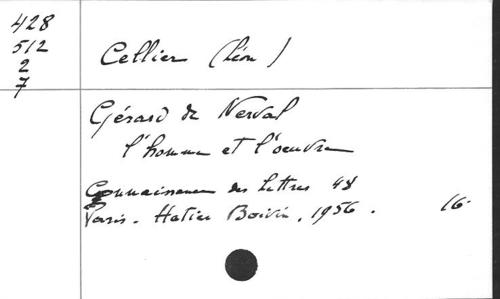 428
512
2
7
Cellier (Léon)
Gérard de Nerval
l'homme et l'oeuvre
Connaissance des Lettres 48
Paris. Hatier Boivin, 1956. 16